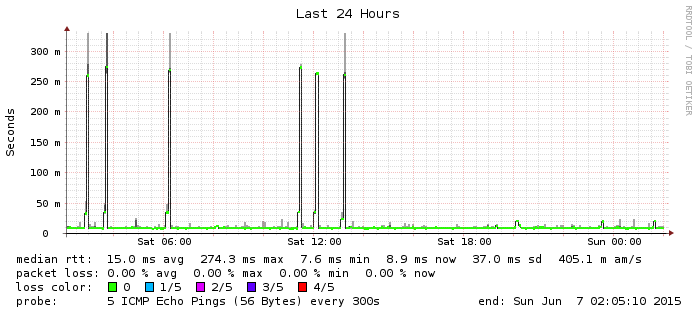 Last 24 Hours
RRDTOOL / TOBI OETIKER
Seconds
300 m
250 m
200 m
150 m
100 m
50 m
0
Sat 06:00 Sat 12:00 Sat 18:00 Sun 00:00
median rtt: 15.0 ms avg 274.3 ms max 7.6 ms min 8.9 ms now 37.0 ms sd 405.1 m am/s
packet loss: 0.00 % avg 0.00 % max 0.00 % min 0.00 % now
loss color: 0 1/5 2/5 3/5 4/5
probe: 5 ICMP Echo Pings (56 Bytes) every 300s end: Sun Jun 7 02:05:10 2015